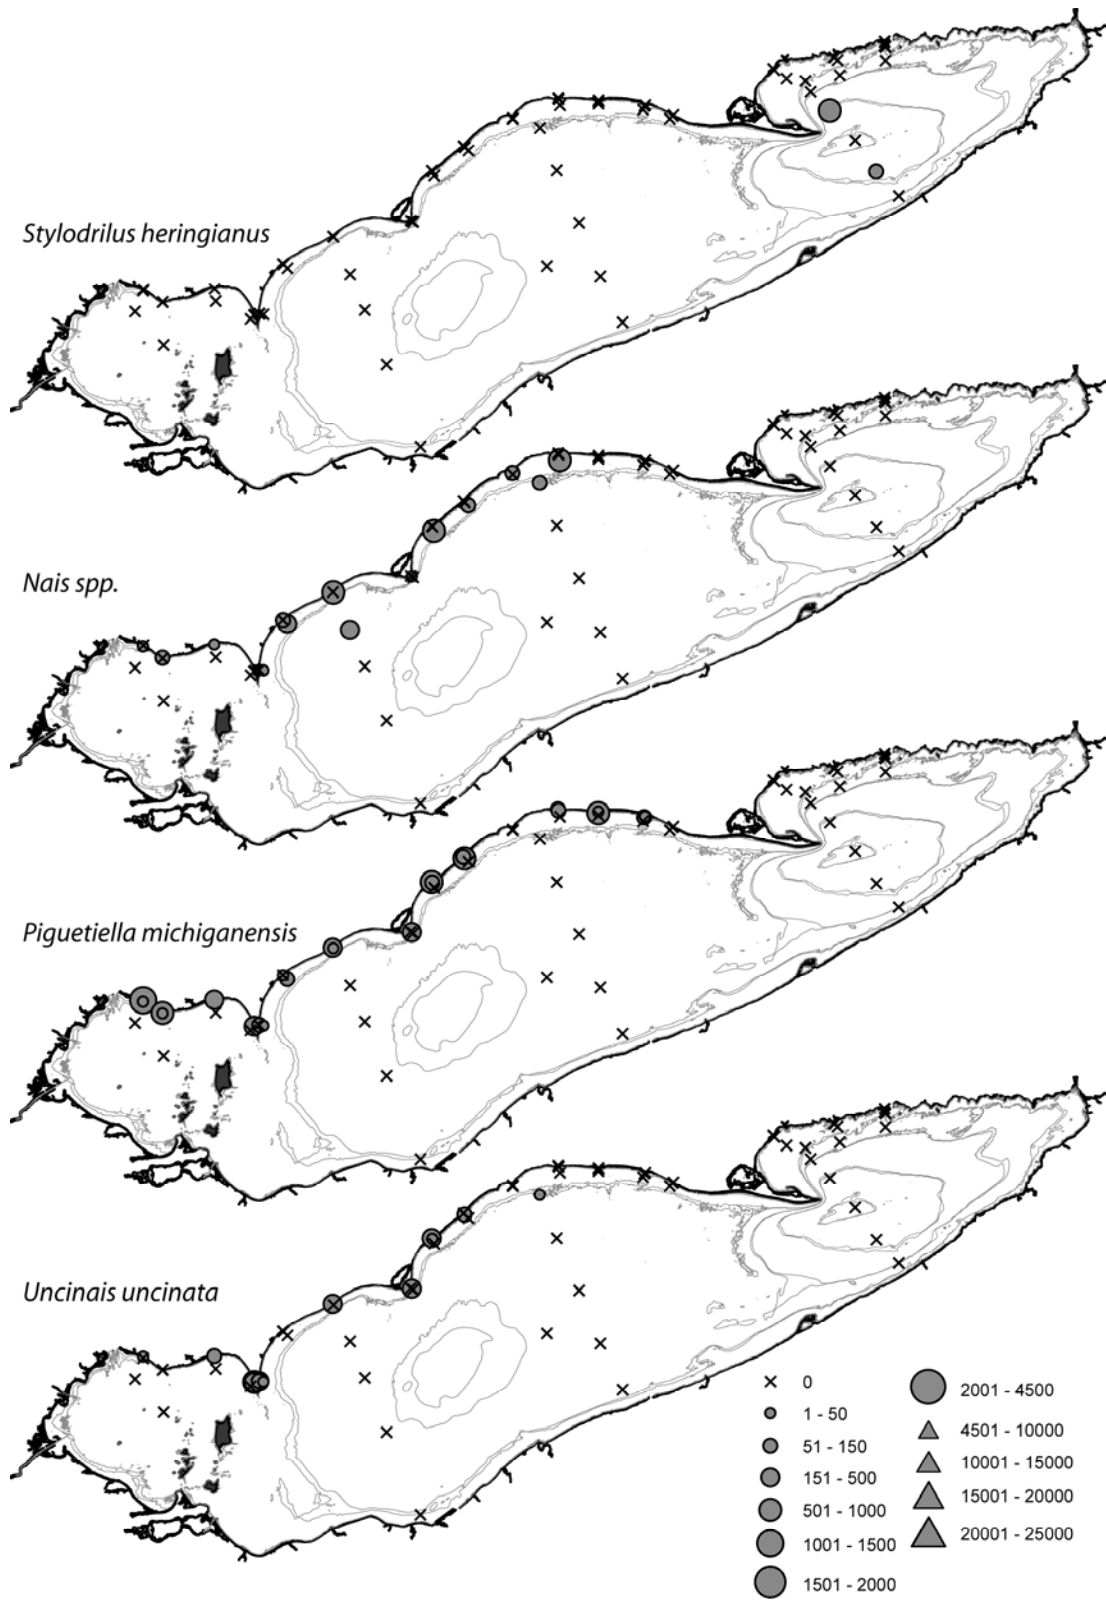 Stylodrilus heringianus
Nais spp.
Piguetiella michiganensis
Uncinais uncinata
0
1 - 50
51 - 150
151 - 500
501 - 1000
1001 - 1500
1501 - 2000
2001 - 4500
4501 - 10000
10001 - 15000
15001 - 20000
20001 - 25000